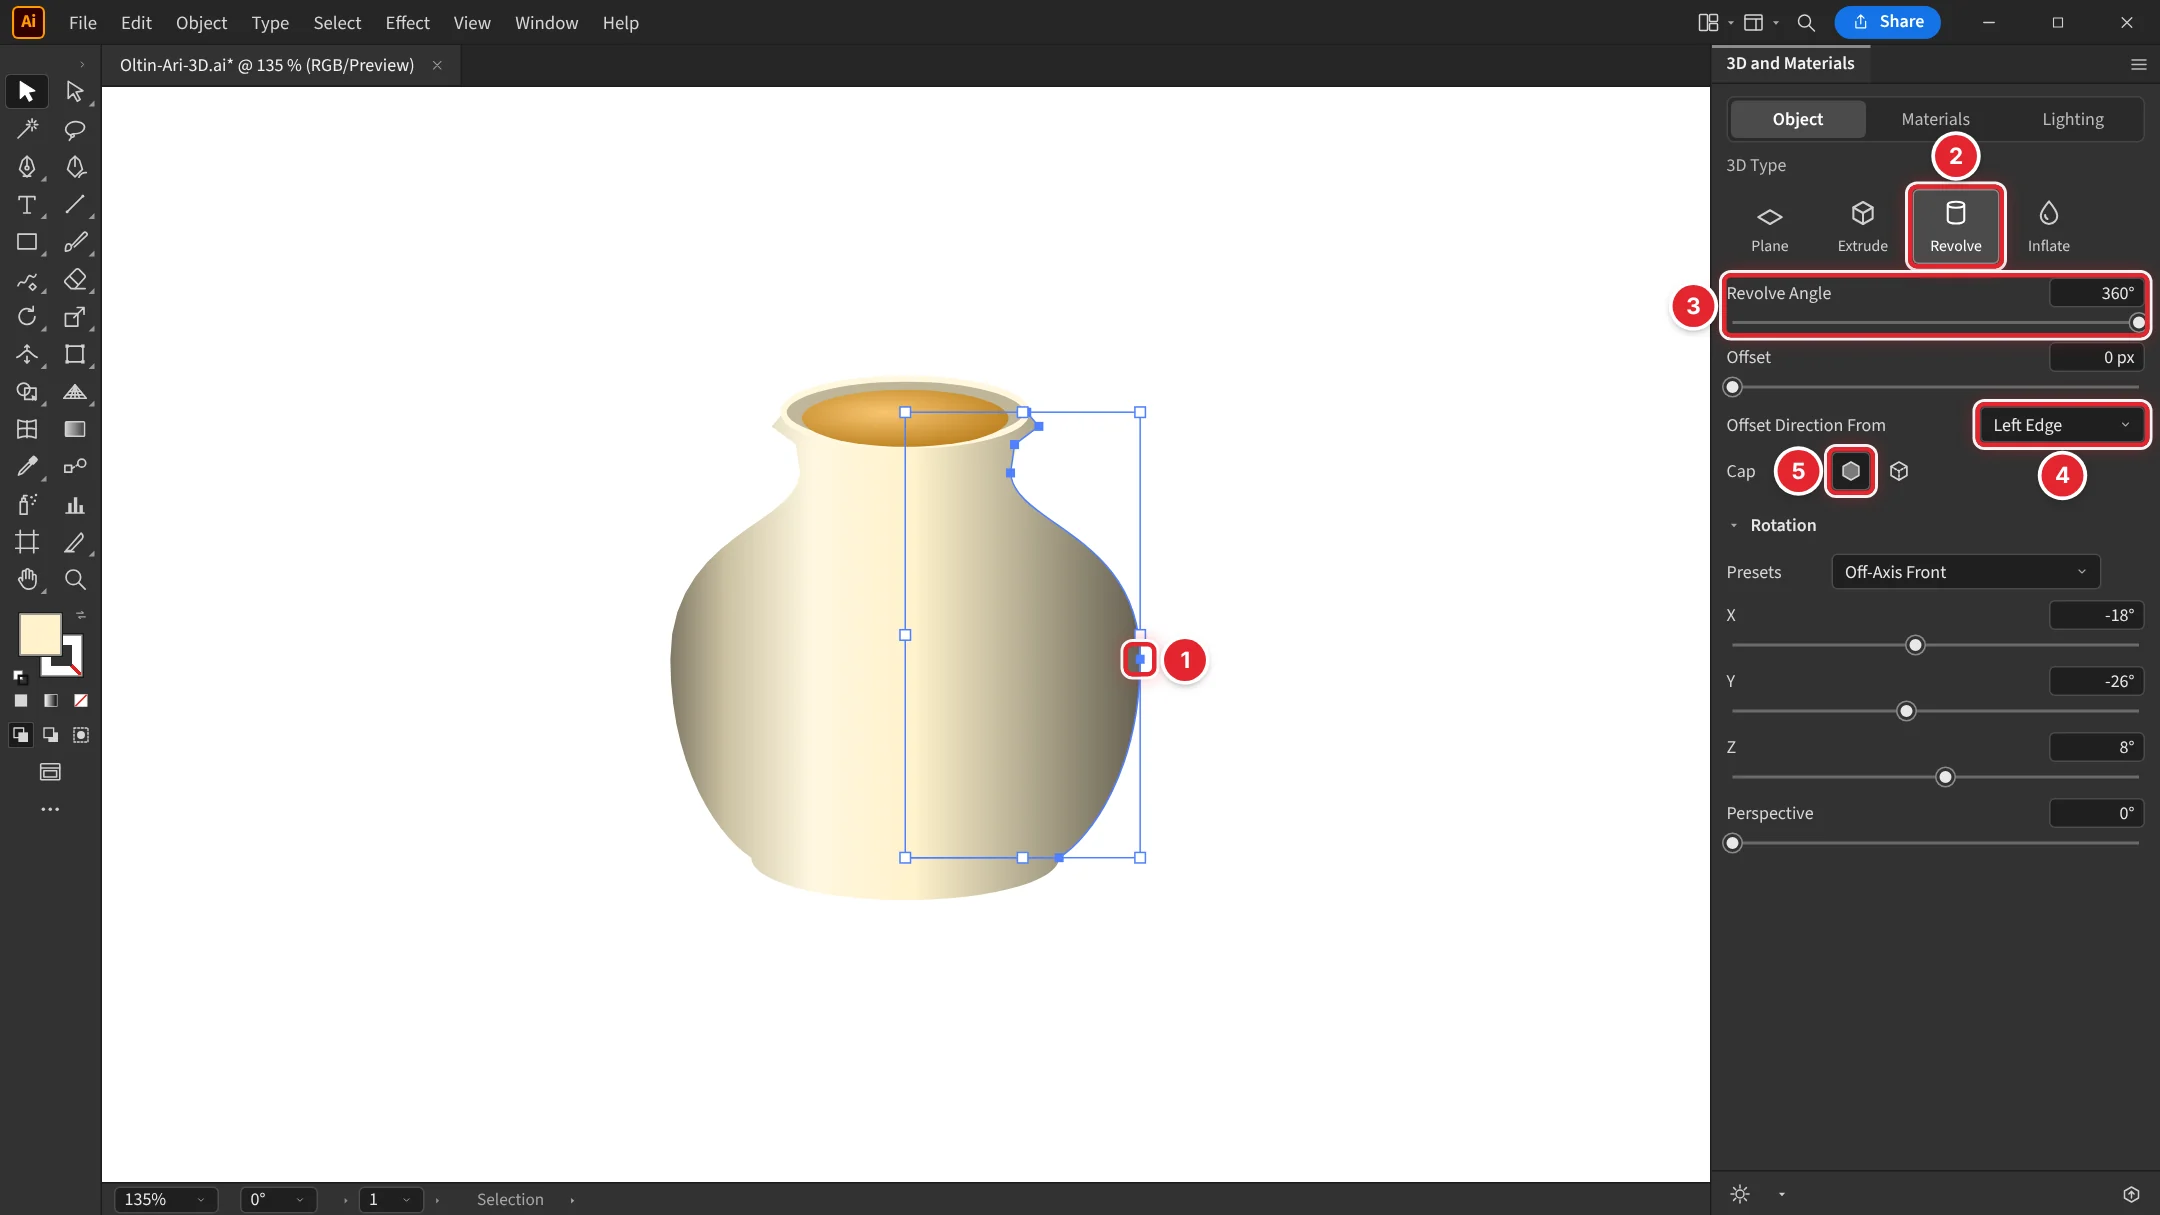 Ai File Edit Object Type Select Effect View Window Help Share
Oltin-Ari-3D.ai* @ 135 % (RGB/Preview)
3D and Materials
Object Materials Lighting
3D Type
2
Plane Extrude Revolve Inflate
3 Revolve Angle 360°
Offset 0 px
Offset Direction From Left Edge
Cap 5 4
Rotation
Presets Off-Axis Front
X -18°
1
Y -26°
Z 8°
Perspective 0°
135% 0° 1 Selection